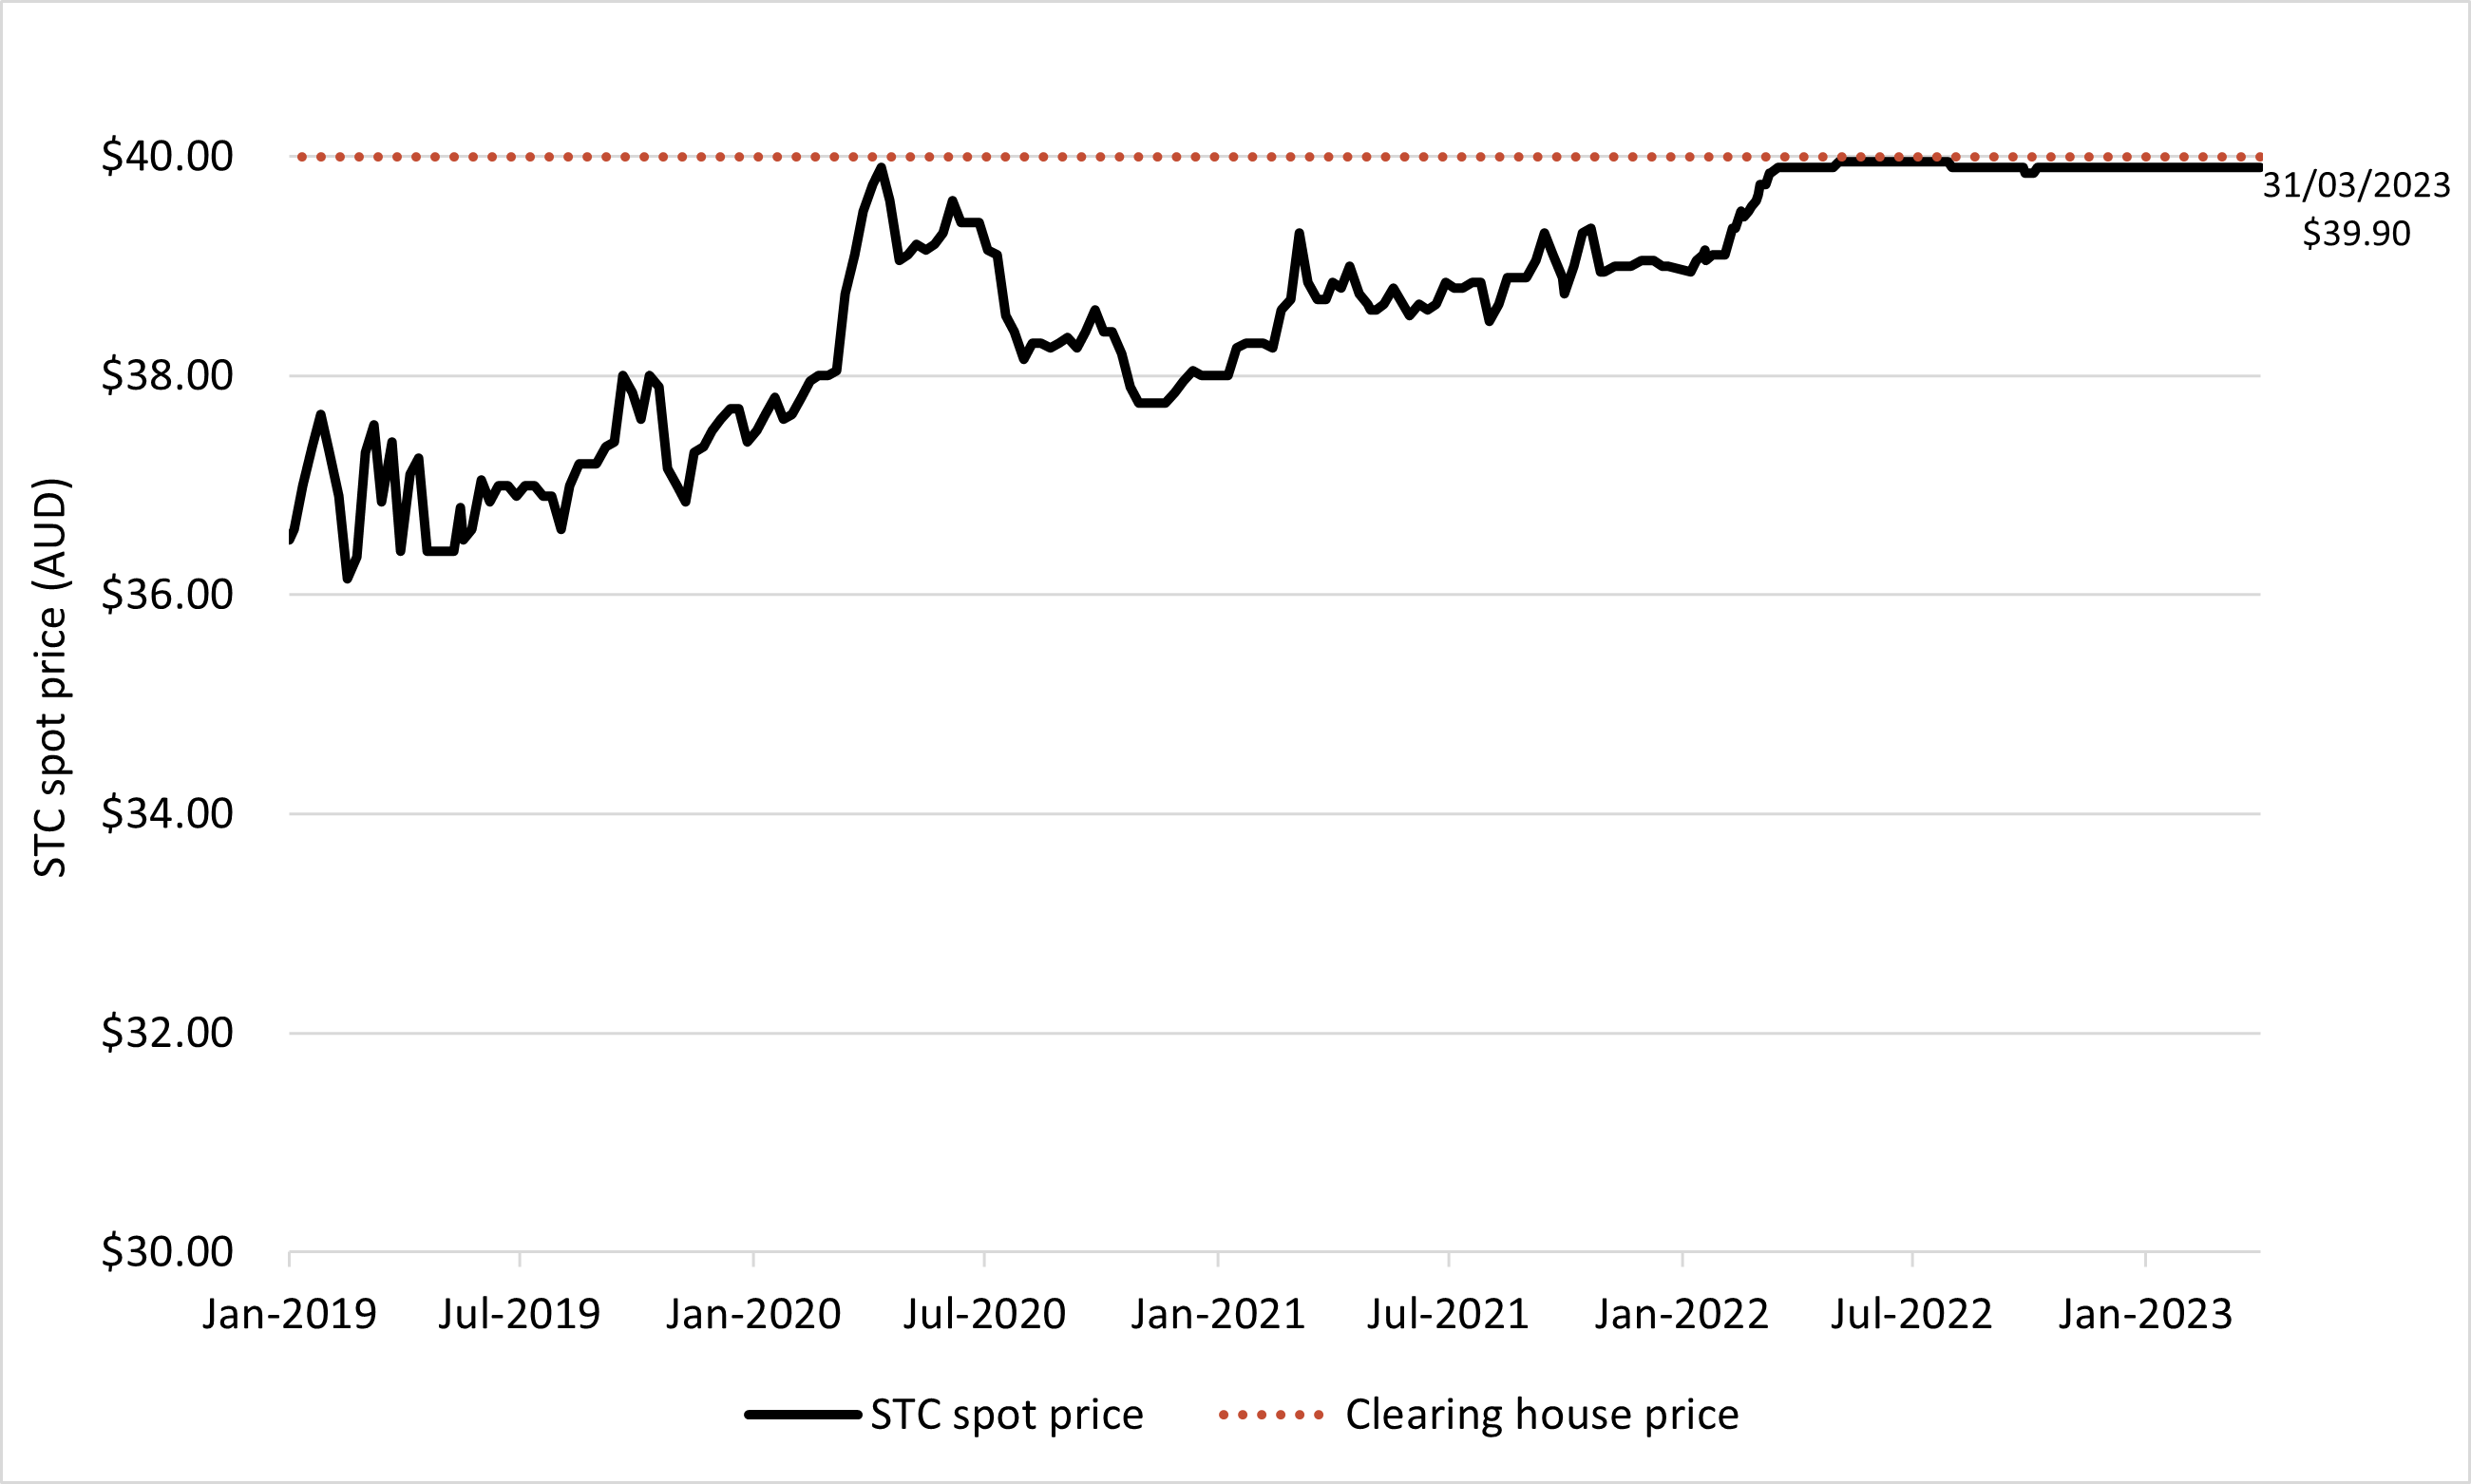 $40.00
$38.00
$36.00
$34.00
$32.00
$30.00
STC spot price (AUD)
31/03/2023
$39.90
Jan-2019 Jul-2019 Jan-2020 Jul-2020 Jan-2021 Jul-2021 Jan-2022 Jul-2022 Jan-2023
STC spot price Clearing house price